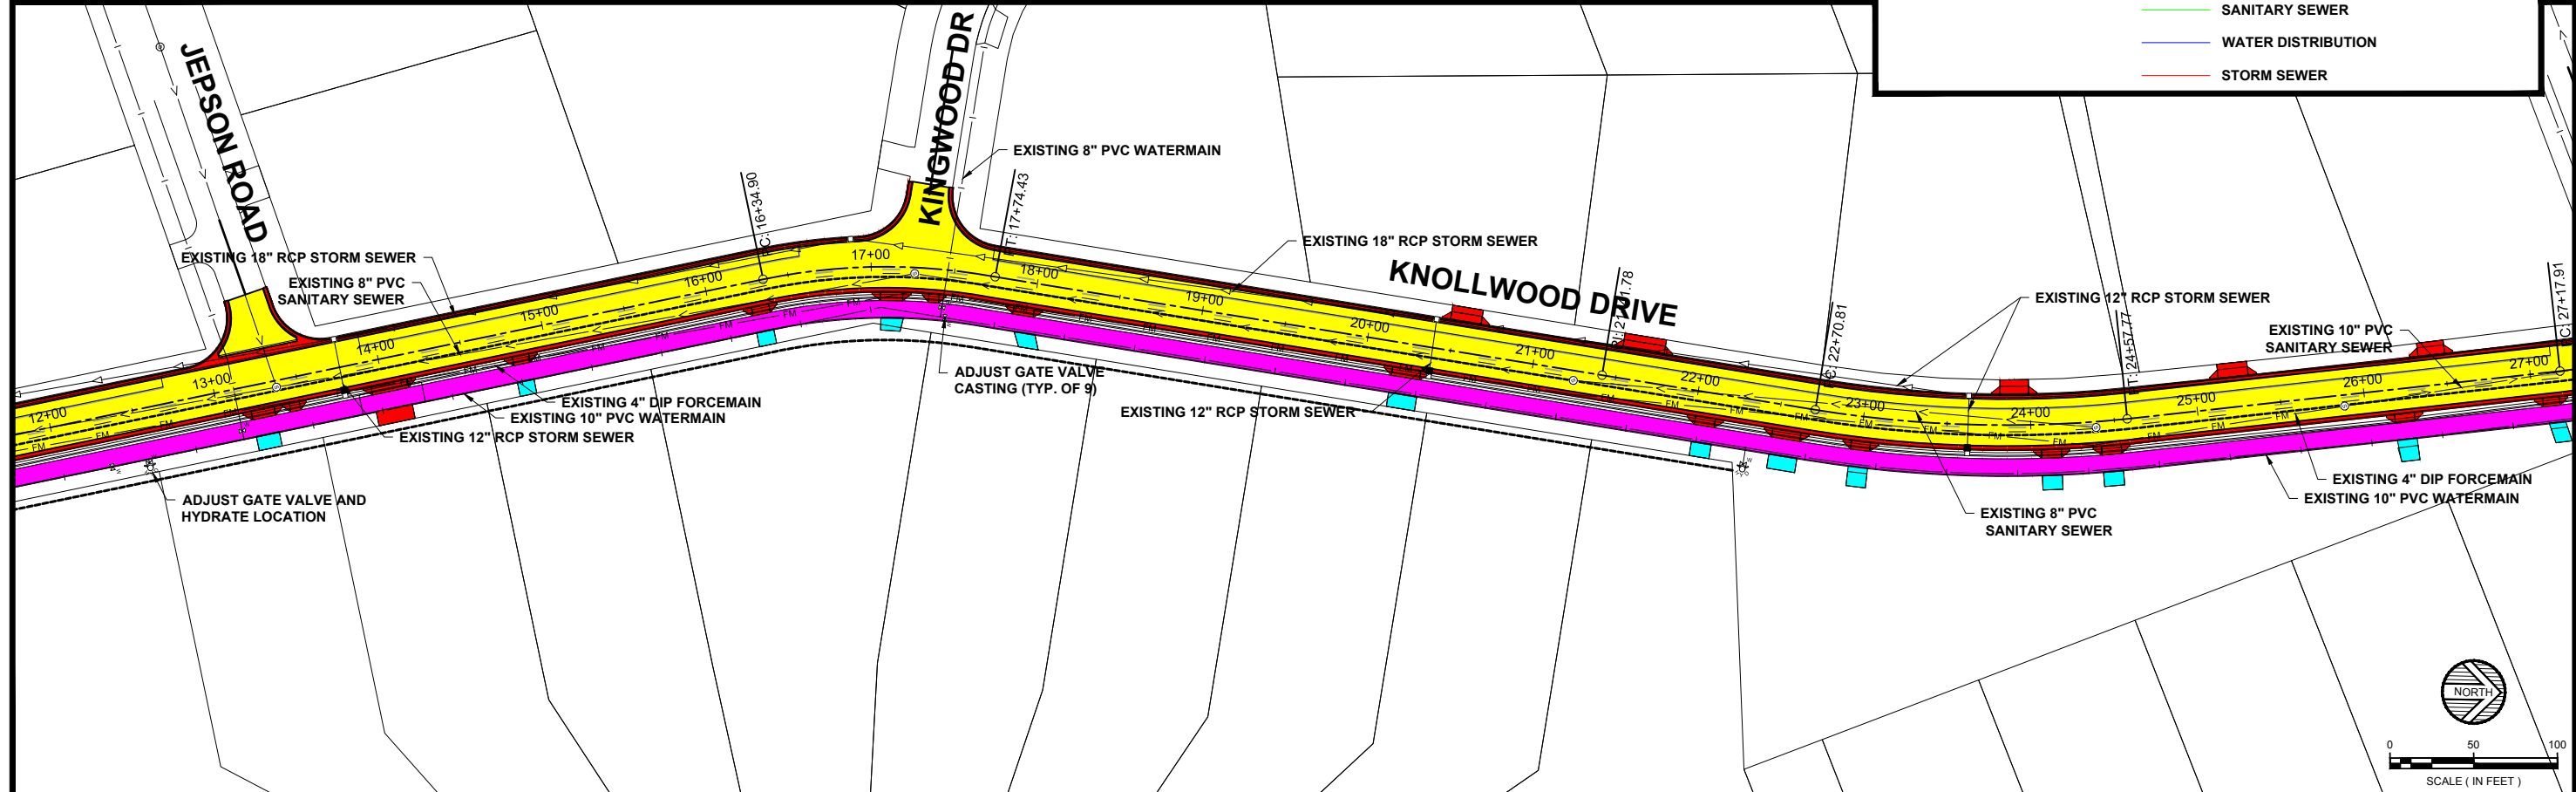 SANITARY SEWER
WATER DISTRIBUTION
STORM SEWER
JEPSON ROAD
KINGWOOD DR
KNOLLWOOD DRIVE
EXISTING 8" PVC WATERMAIN
EXISTING 18" RCP STORM SEWER
EXISTING 8" PVC
SANITARY SEWER
PC: 16+34.90
PT: 17+74.43
EXISTING 18" RCP STORM SEWER
PC: 22+70.81
PT: 24+57.77
PC: 27+17.91
EXISTING 12" RCP STORM SEWER
EXISTING 10" PVC
SANITARY SEWER
12+00
13+00
14+00
15+00
16+00
17+00
18+00
19+00
20+00
21+00
22+00
23+00
24+00
25+00
26+00
27+00
FM
ADJUST GATE VALVE
CASTING (TYP. OF 9)
EXISTING 4" DIP FORCEMAIN
EXISTING 10" PVC WATERMAIN
EXISTING 12" RCP STORM SEWER
EXISTING 12" RCP STORM SEWER
ADJUST GATE VALVE AND
HYDRATE LOCATION
EXISTING 4" DIP FORCEMAIN
EXISTING 10" PVC WATERMAIN
EXISTING 8" PVC
SANITARY SEWER
NORTH
0 50 100
SCALE ( IN FEET )